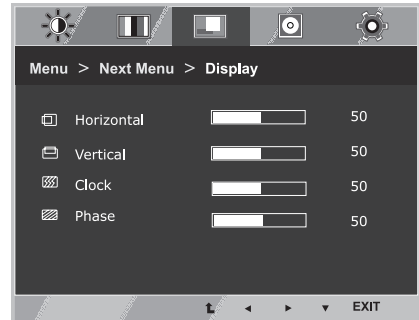 Menu > Next Menu > Display
Horizontal 50
Vertical 50
Clock 50
Phase 50
EXIT